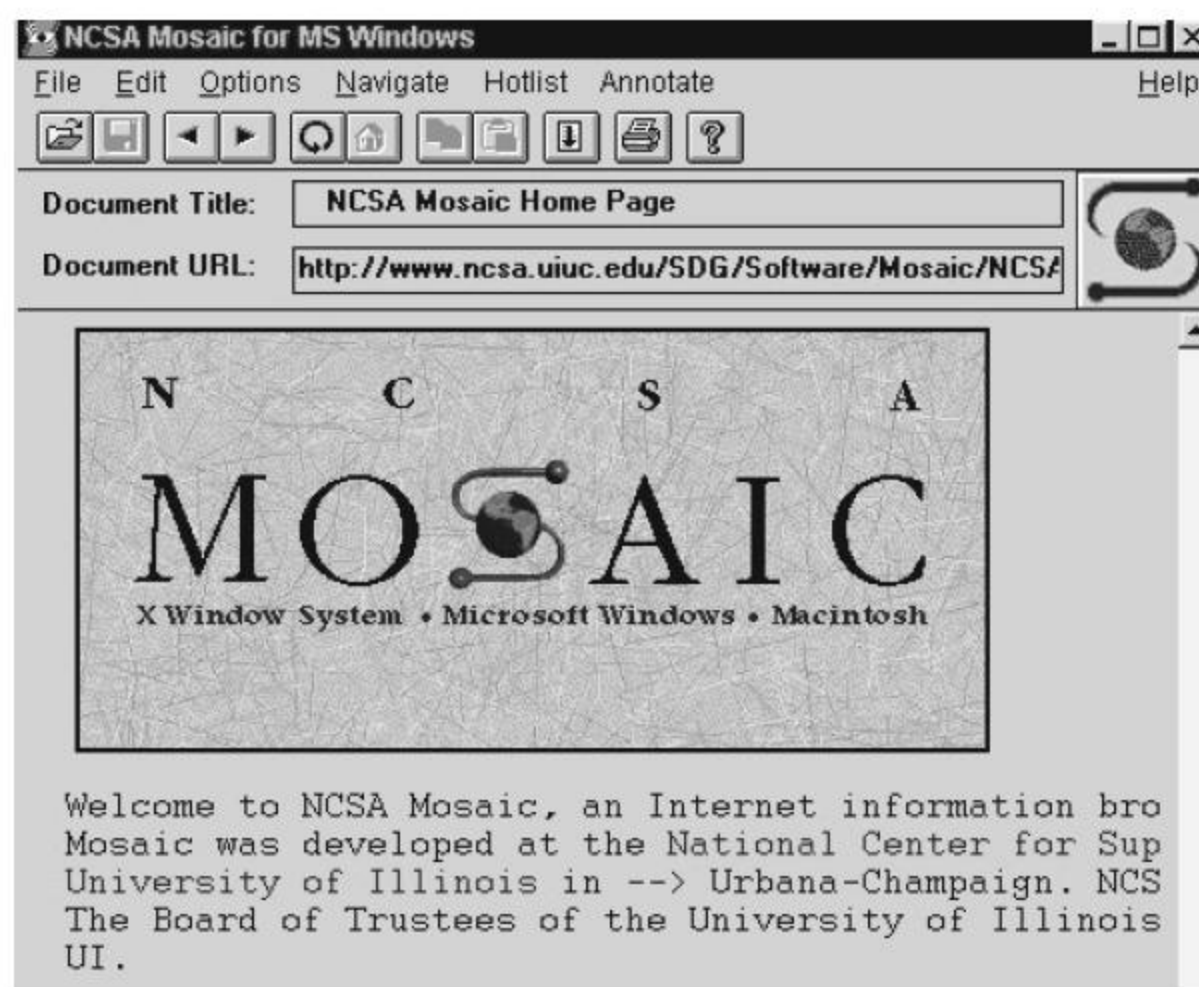 NCSA Mosaic for MS Windows
File Edit Options Navigate Hotlist Annotate Help
Document Title: NCSA Mosaic Home Page
Document URL: http://www.ncsa.uiuc.edu/SDG/Software/Mosaic/NCSA
N C S A
MOSAIC
X Window System • Microsoft Windows • Macintosh
Welcome to NCSA Mosaic, an Internet information bro
Mosaic was developed at the National Center for Sup
University of Illinois in --> Urbana-Champaign. NCS
The Board of Trustees of the University of Illinois
UI.